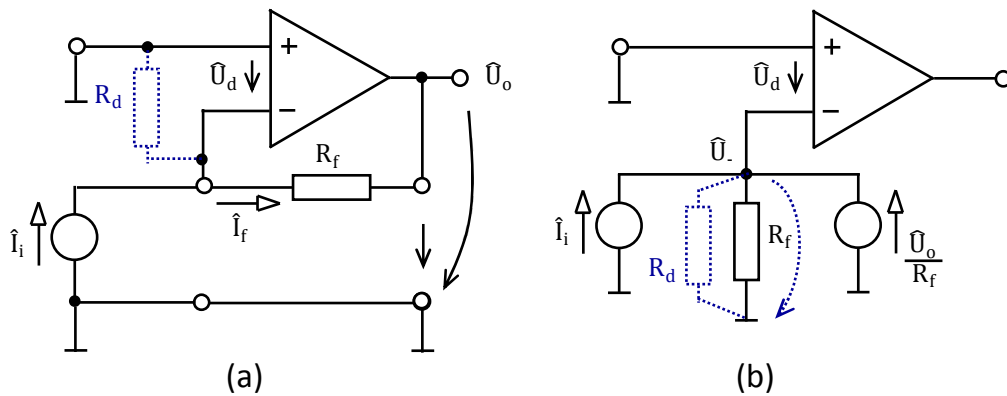 +
Û_d
R_d
−
Û_o
R_f
Î_i
Î_f
(a)
+
Û_d
−
Û_-
Î_i
R_d
R_f
Û_o
R_f
(b)